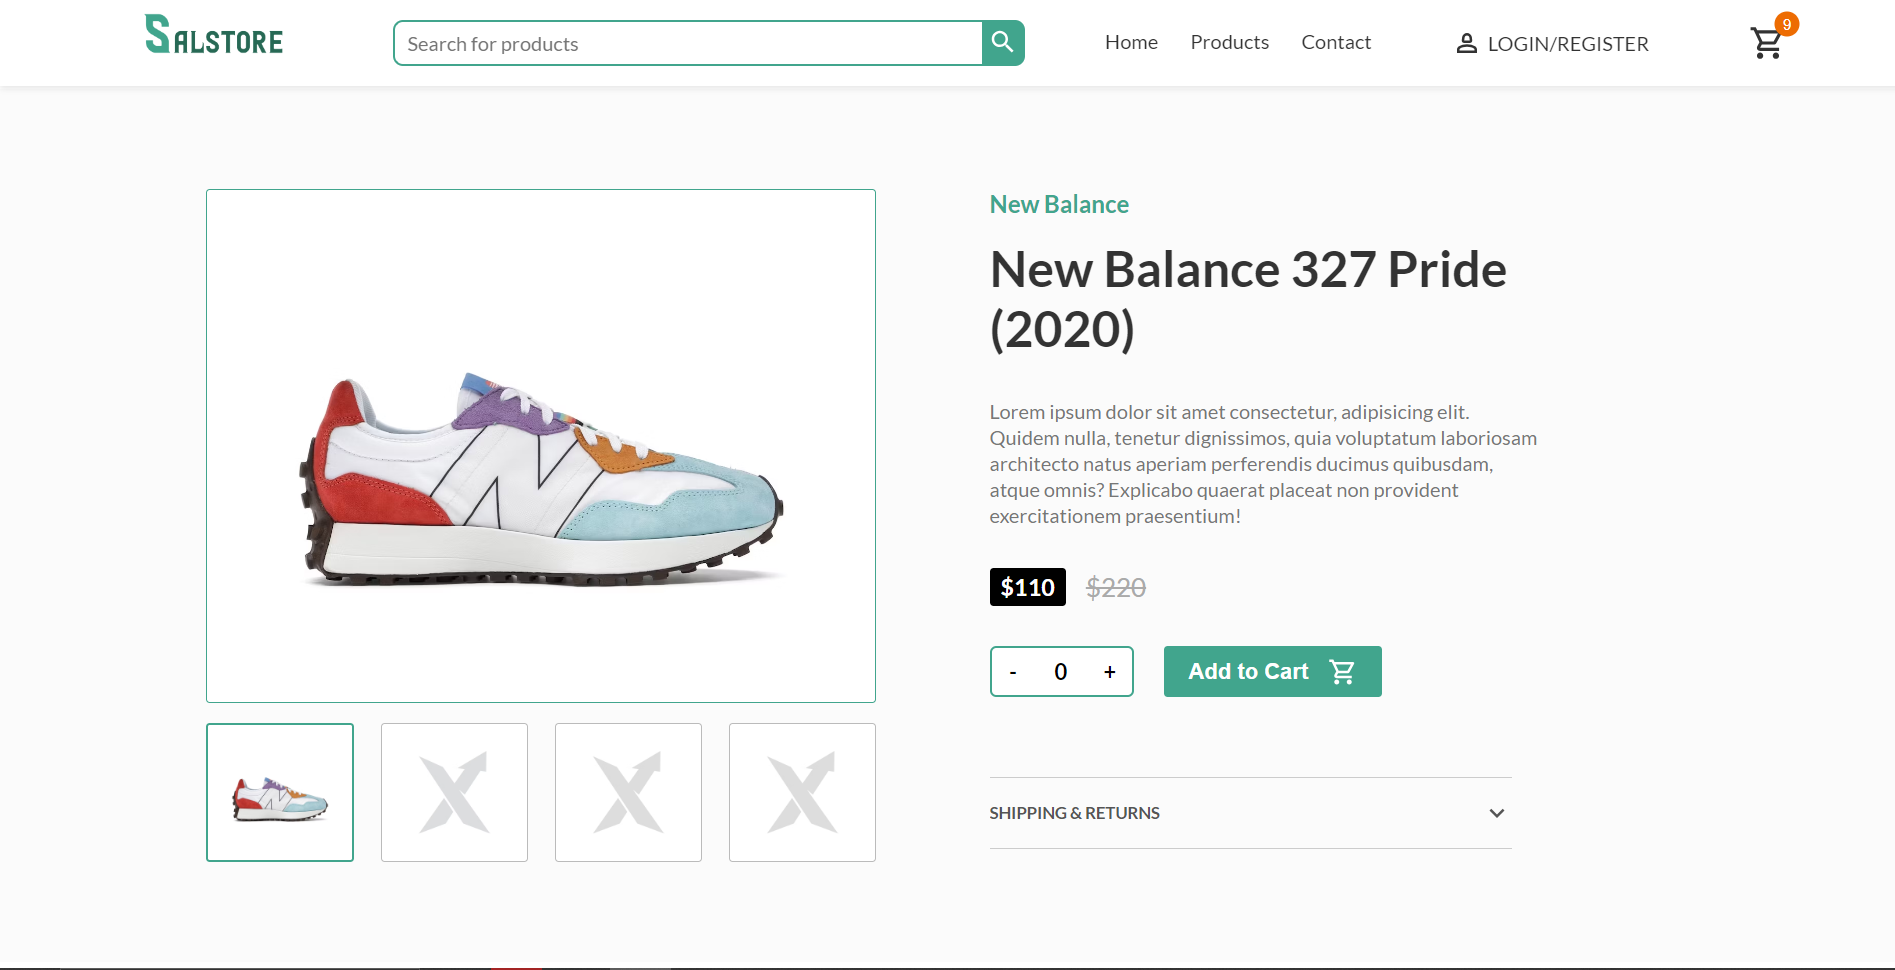 SALSTORE
Search for products
Home
Products
Contact
LOGIN/REGISTER
9
New Balance
New Balance 327 Pride
(2020)
Lorem ipsum dolor sit amet consectetur, adipisicing elit.
Quidem nulla, tenetur dignissimos, quia voluptatum laboriosam
architecto natus aperiam perferendis ducimus quibusdam,
atque omnis? Explicabo quaerat placeat non provident
exercitationem praesentium!
$110 $220
- 0 +
Add to Cart
SHIPPING & RETURNS